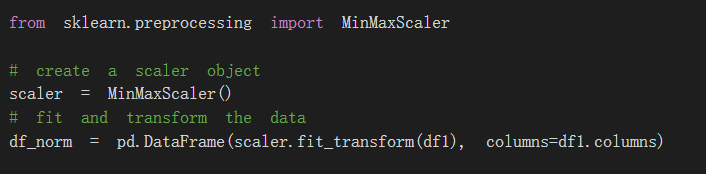 from sklearn.preprocessing import MinMaxScaler
# create a scaler object
scaler = MinMaxScaler()
# fit and transform the data
df_norm = pd.DataFrame(scaler.fit_transform(df1), columns=df1.columns)